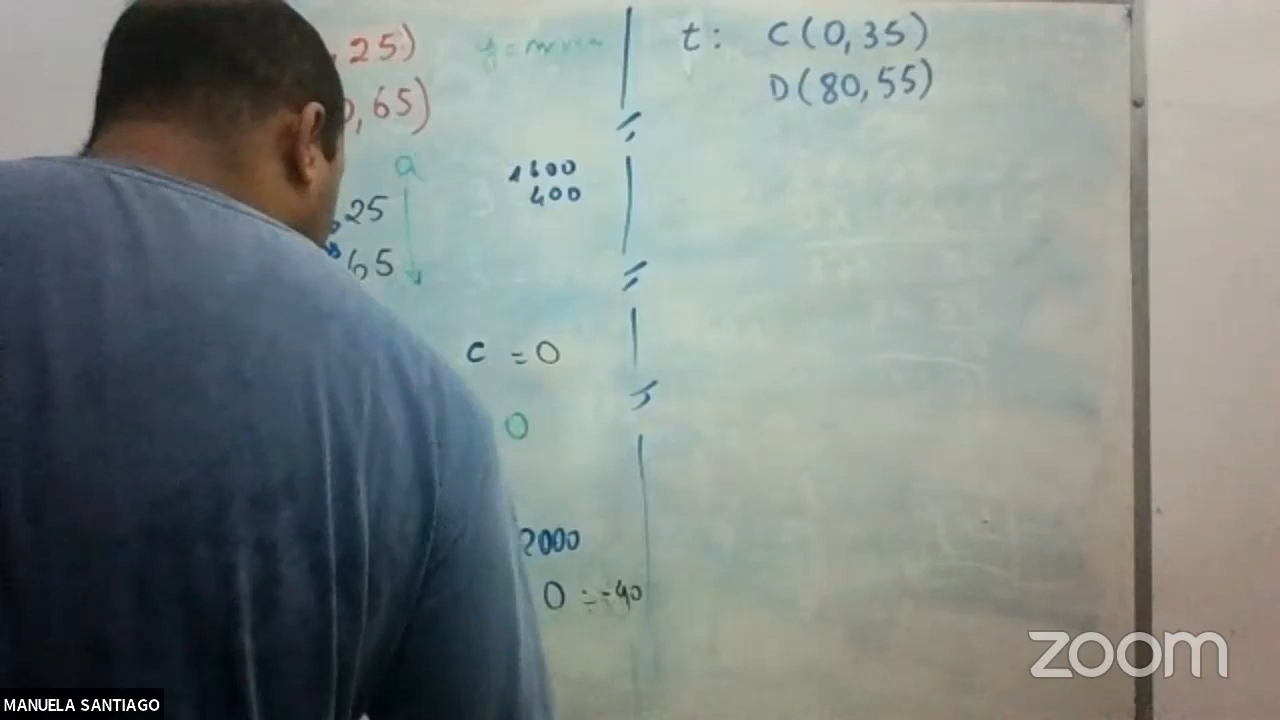 ,25)
,65)
y = mx+n
a
1600
400
,25
,65
c = 0
0
2000
0 ÷ -40
t: C(0,35)
D(80,55)
zoom
MANUELA SANTIAGO